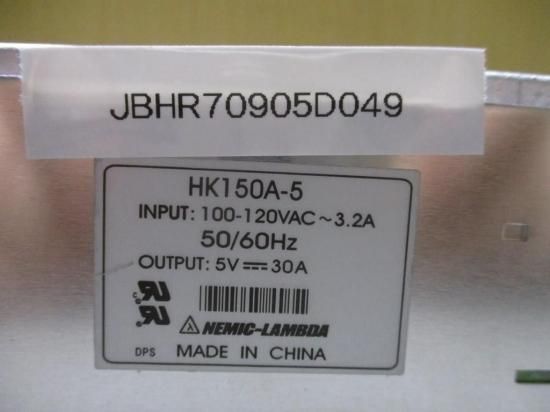 JBHR70905D049
HK150A-5
INPUT: 100-120VAC～3.2A
50/60Hz
OUTPUT: 5V⎓30A
NEMIC-LAMBDA
DPS MADE IN CHINA